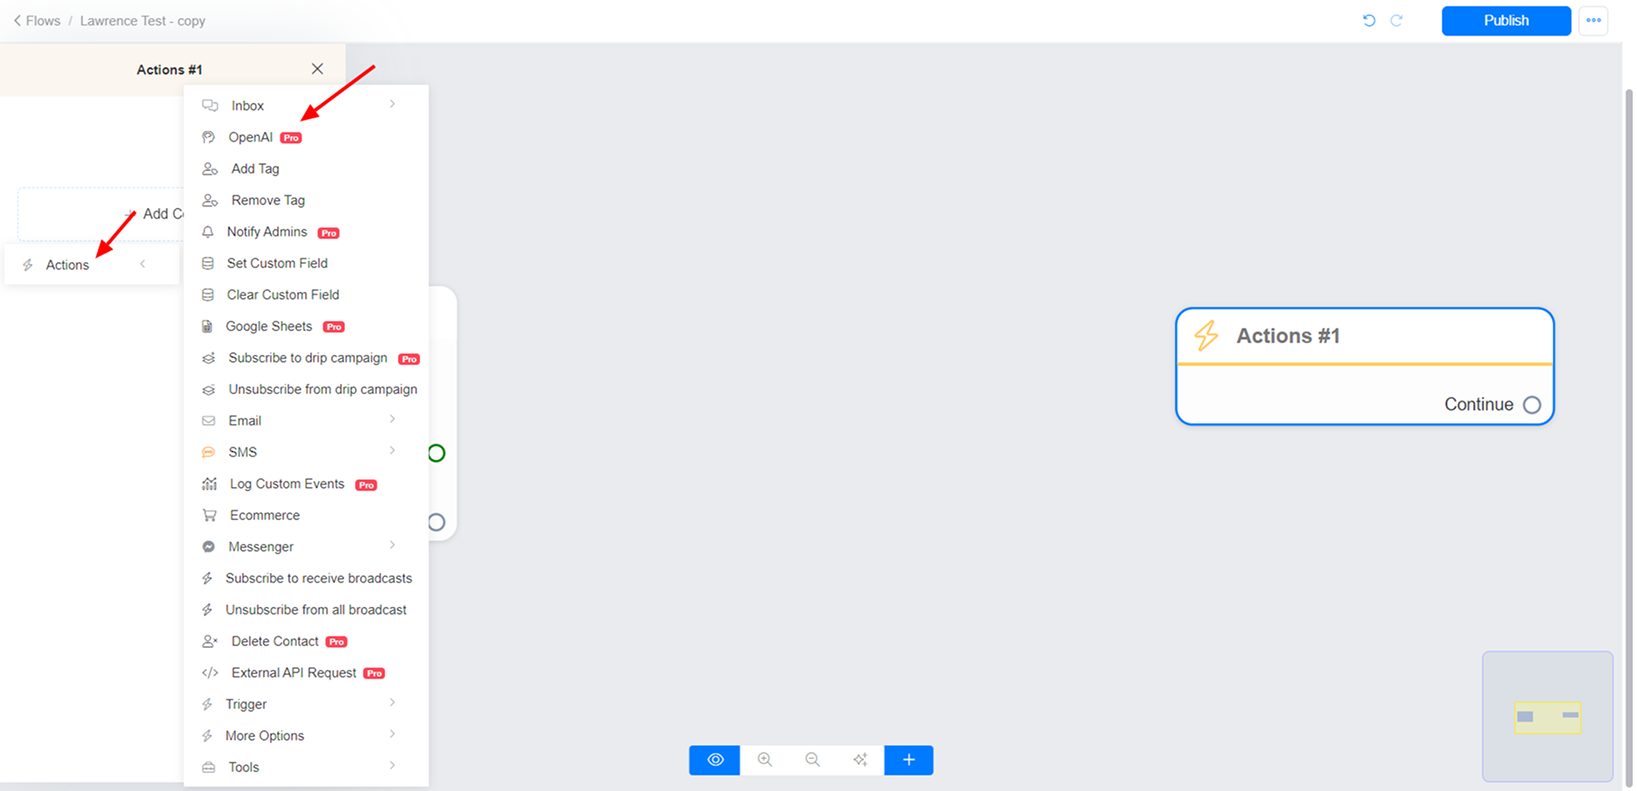 Flows / Lawrence Test - copy
Publish
Actions #1
Inbox
OpenAI Pro
Add Tag
Remove Tag
+ Add Co
Notify Admins Pro
Actions
Set Custom Field
Clear Custom Field
Google Sheets Pro
Subscribe to drip campaign Pro
Unsubscribe from drip campaign
Email
SMS
Log Custom Events Pro
Ecommerce
Messenger
Subscribe to receive broadcasts
Unsubscribe from all broadcast
Delete Contact Pro
External API Request Pro
Trigger
More Options
Tools
Actions #1
Continue